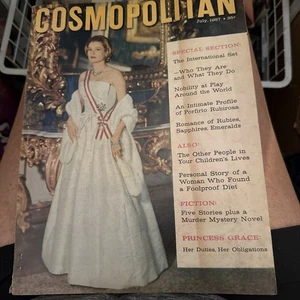 COSMOPOLITAN
July, 1957 • 35¢
SPECIAL SECTION:
The International Set
—Who They Are
and What They Do
Nobility at Play
Around the World
An Intimate Profile
of Porfirio Rubirosa
Romance of Rubies,
Sapphires, Emeralds
ALSO:
The Other People in
Your Children's Lives
Personal Story of a
Woman Who Found
a Foolproof Diet
FICTION:
Five Stories plus a
Murder Mystery Novel
PRINCESS GRACE:
Her Duties, Her Obligations